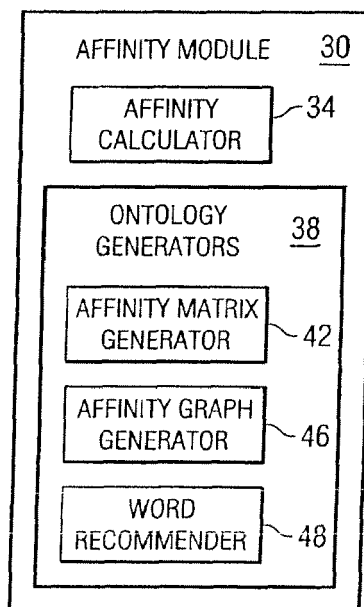 AFFINITY MODULE 30
AFFINITY
CALCULATOR
34
ONTOLOGY
GENERATORS
38
AFFINITY MATRIX
GENERATOR
42
AFFINITY GRAPH
GENERATOR
46
WORD
RECOMMENDER
48